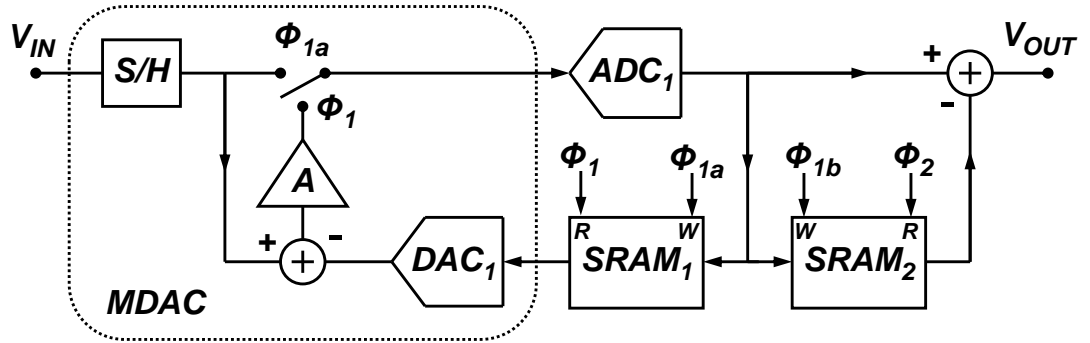 V_IN
S/H
Φ_1a
Φ_1
A
+
-
DAC_1
MDAC
ADC_1
Φ_1
Φ_1a
R
W
SRAM_1
Φ_1b
Φ_2
W
R
SRAM_2
+
-
+
V_OUT
+